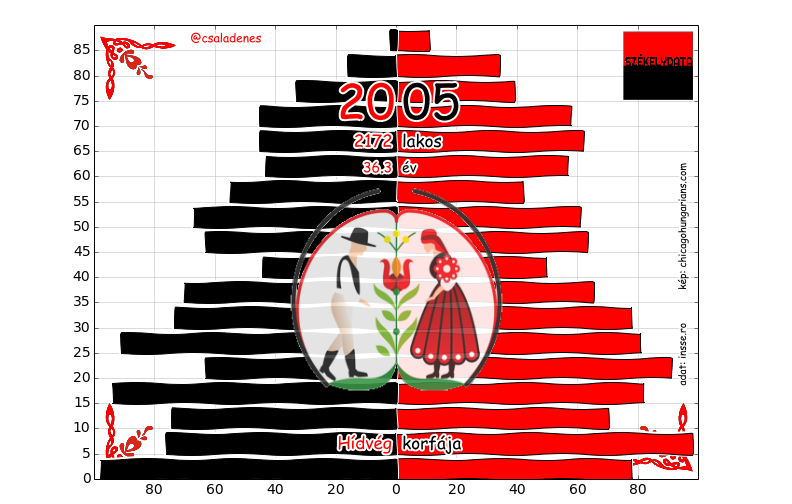 @csaladenes
SZÉKELYDATA
2005
2172 lakos
36.3 év
kép: chicagohungarians.com
adat: insse.ro
Hídvég korfája
85
80
75
70
65
60
55
50
45
40
35
30
25
20
15
10
5
0
80 60 40 20 0 20 40 60 80